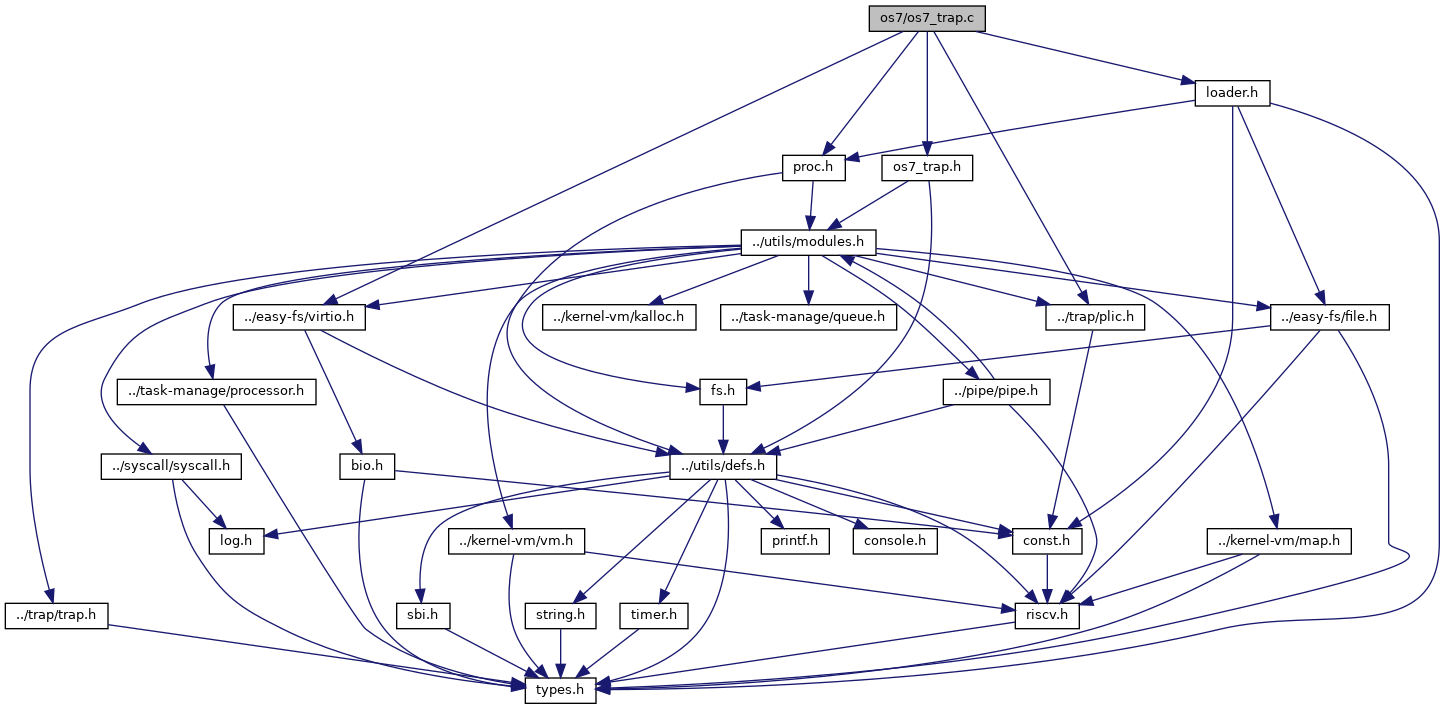 os7/os7_trap.c
loader.h
proc.h
os7_trap.h
../utils/modules.h
../easy-fs/virtio.h
../kernel-vm/kalloc.h
../task-manage/queue.h
../trap/plic.h
../easy-fs/file.h
../task-manage/processor.h
fs.h
../pipe/pipe.h
../syscall/syscall.h
bio.h
../utils/defs.h
log.h
../kernel-vm/vm.h
printf.h
console.h
const.h
../kernel-vm/map.h
../trap/trap.h
sbi.h
string.h
timer.h
riscv.h
types.h